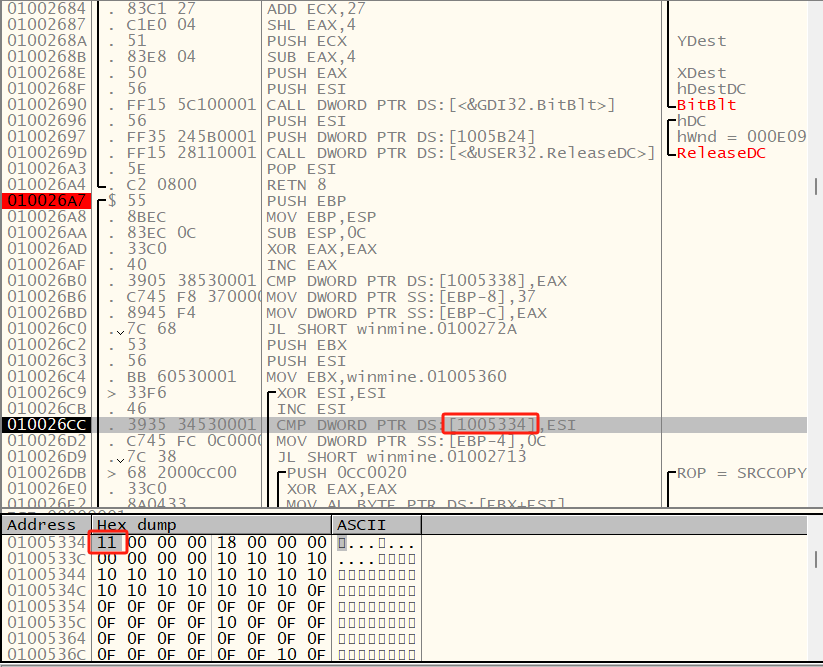 01002684 . 83C1 27 ADD ECX,27
01002687 . C1E0 04 SHL EAX,4
0100268A . 51 PUSH ECX YDest
0100268B . 83E8 04 SUB EAX,4
0100268E . 50 PUSH EAX XDest
0100268F . 56 PUSH ESI hDestDC
01002690 . FF15 5C100001 CALL DWORD PTR DS:[<&GDI32.BitBlt>] BitBlt
01002696 . 56 PUSH ESI hDC
01002697 . FF35 245B0001 PUSH DWORD PTR DS:[1005B24] hWnd = 000E09
0100269D . FF15 28110001 CALL DWORD PTR DS:[<&USER32.ReleaseDC>] ReleaseDC
010026A3 . 5E POP ESI
010026A4 . C2 0800 RETN 8
010026A7 $ 55 PUSH EBP
010026A8 . 8BEC MOV EBP,ESP
010026AA . 83EC 0C SUB ESP,0C
010026AD . 33C0 XOR EAX,EAX
010026AF . 40 INC EAX
010026B0 . 3905 38530001 CMP DWORD PTR DS:[1005338],EAX
010026B6 . C745 F8 370000 MOV DWORD PTR SS:[EBP-8],37
010026BD . 8945 F4 MOV DWORD PTR SS:[EBP-C],EAX
010026C0 . 7C 68 JL SHORT winmine.0100272A
010026C2 . 53 PUSH EBX
010026C3 . 56 PUSH ESI
010026C4 . BB 60530001 MOV EBX,winmine.01005360
010026C9 > 33F6 XOR ESI,ESI
010026CB . 46 INC ESI
010026CC . 3935 34530001 CMP DWORD PTR DS:[1005334],ESI
010026D2 . C745 FC 0C0000 MOV DWORD PTR SS:[EBP-4],0C
010026D9 . 7C 38 JL SHORT winmine.01002713
010026DB > 68 2000CC00 PUSH 0CC0020 ROP = SRCCOPY
010026E0 . 33C0 XOR EAX,EAX
010026E2 . 8A0433 MOV AL,BYTE PTR DS:[EBX+ESI]
Address Hex dump ASCII
01005334 11 00 00 00 18 00 00 00 ........
0100533C 00 00 00 00 10 10 10 10 ....
01005344 10 10 10 10 10 10 10 10
0100534C 10 10 10 10 10 10 10 0F
01005354 0F 0F 0F 0F 0F 0F 0F 0F
0100535C 0F 0F 0F 0F 10 0F 0F 0F
01005364 0F 0F 0F 0F 0F 0F 0F 0F
0100536C 0F 0F 0F 0F 0F 0F 10 0F